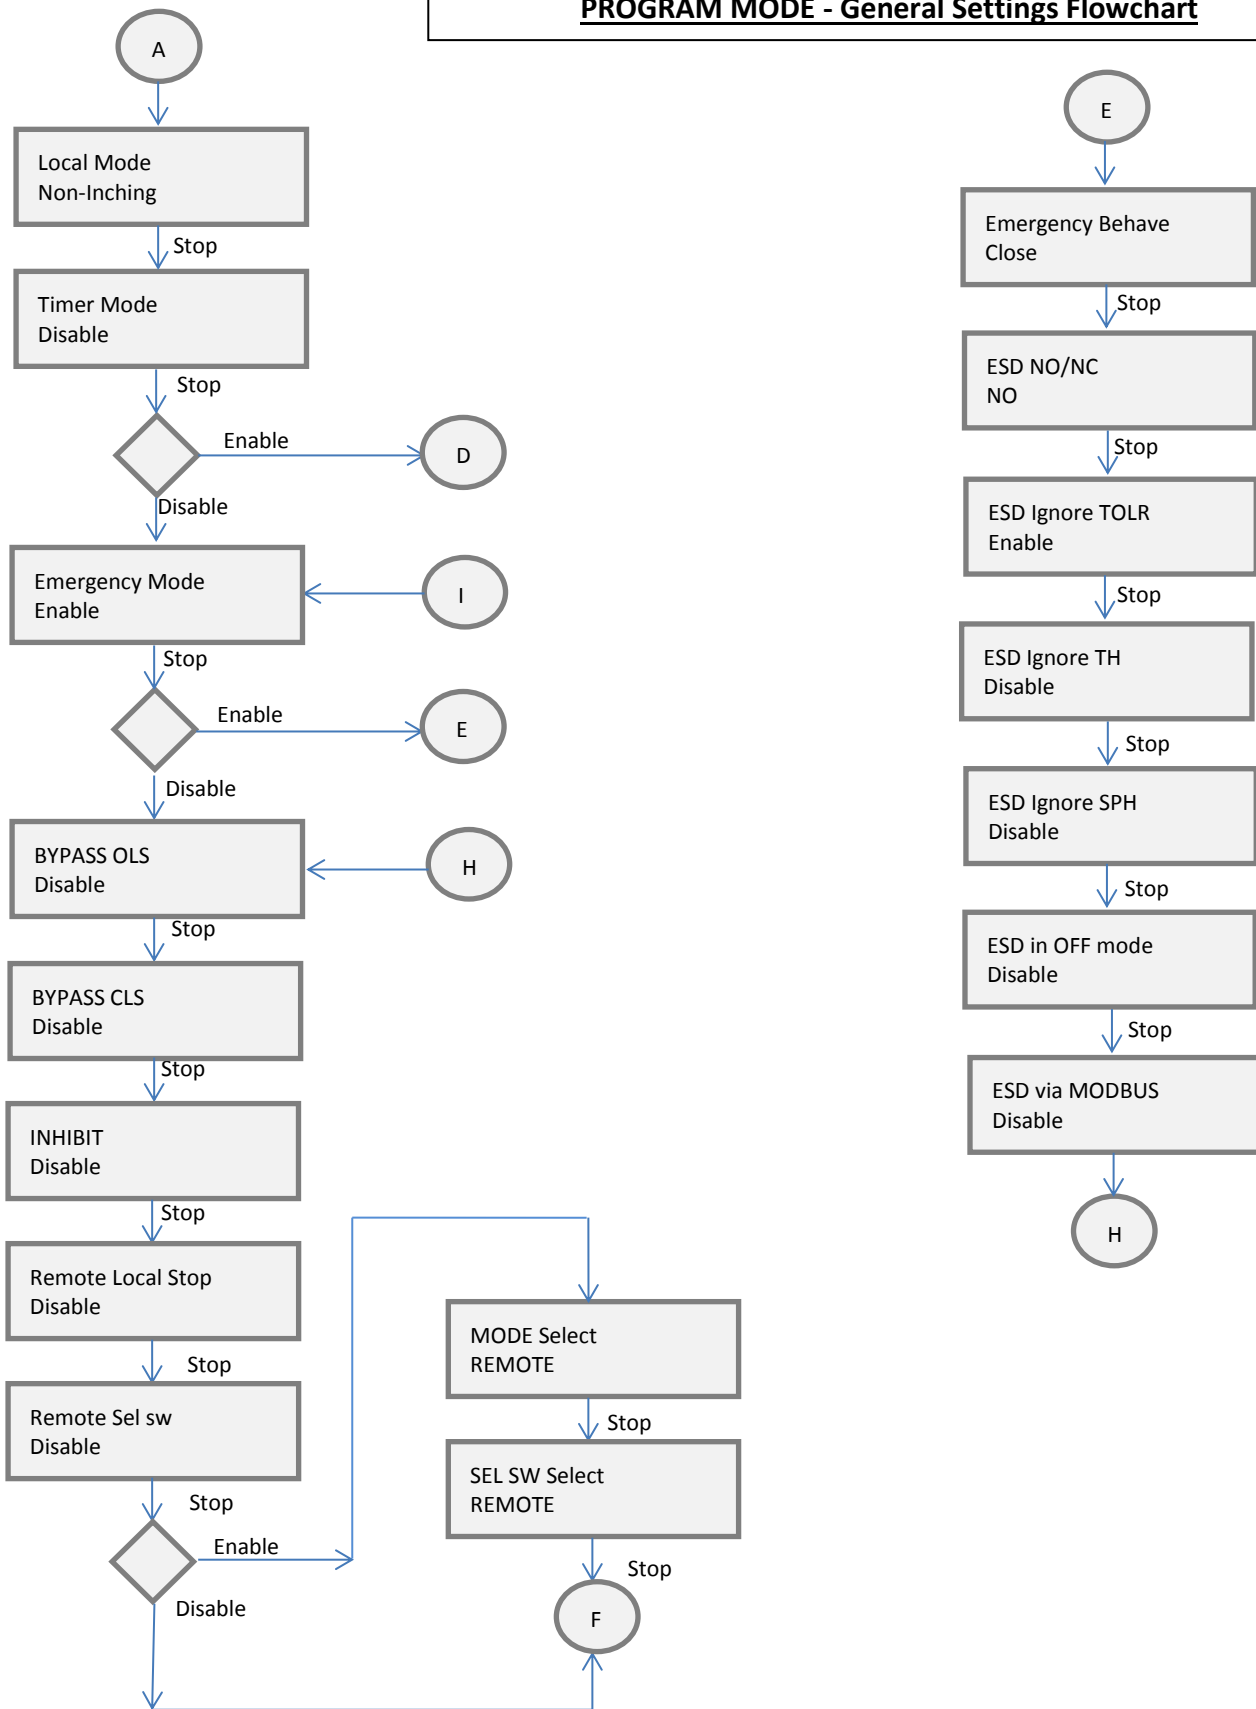 PROGRAM MODE - General Settings Flowchart
A
Local Mode
Non-Inching
Stop
Timer Mode
Disable
Stop
Enable
D
Disable
Emergency Mode
Enable
I
Stop
Enable
E
Disable
BYPASS OLS
Disable
H
Stop
BYPASS CLS
Disable
Stop
INHIBIT
Disable
Stop
Remote Local Stop
Disable
Stop
Remote Sel sw
Disable
Stop
Enable
Disable
MODE Select
REMOTE
Stop
SEL SW Select
REMOTE
Stop
F
E
Emergency Behave
Close
Stop
ESD NO/NC
NO
Stop
ESD Ignore TOLR
Enable
Stop
ESD Ignore TH
Disable
Stop
ESD Ignore SPH
Disable
Stop
ESD in OFF mode
Disable
Stop
ESD via MODBUS
Disable
H